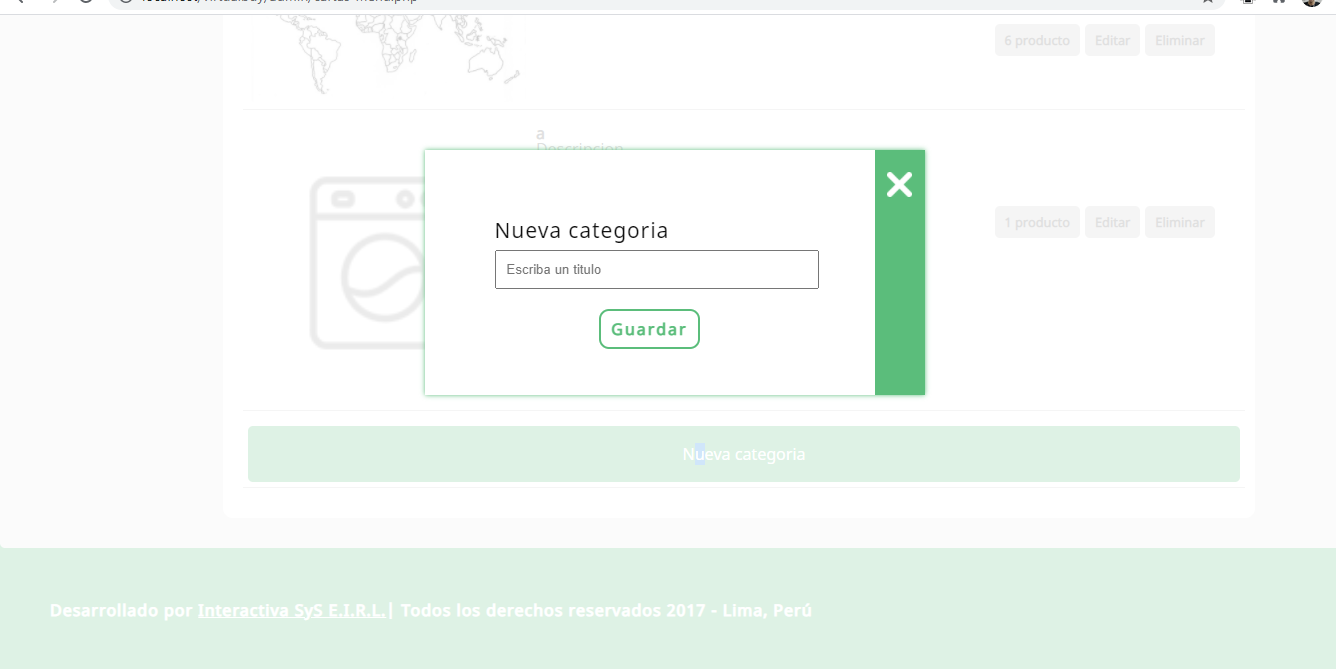 6 producto Editar Eliminar
a
Descripcion
1 producto Editar Eliminar
Nueva categoria
Escriba un titulo
Guardar
Nueva categoria
Desarrollado por Interactiva SyS E.I.R.L.| Todos los derechos reservados 2017 - Lima, Perú